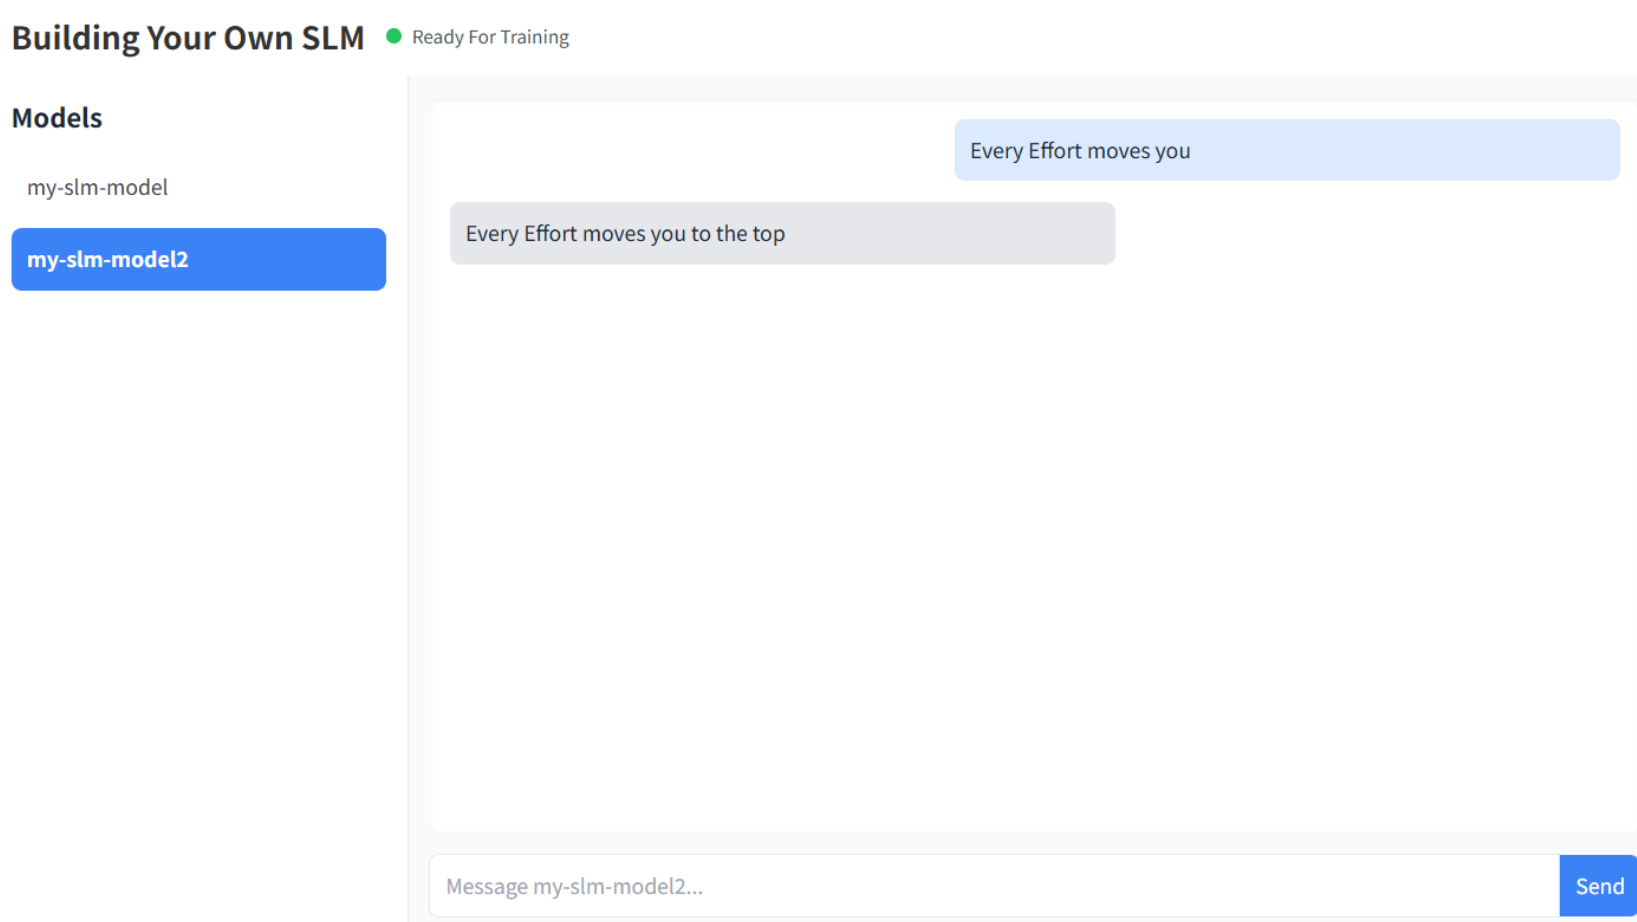 Building Your Own SLM
Ready For Training
Models
my-slm-model
my-slm-model2
Every Effort moves you
Every Effort moves you to the top
Message my-slm-model2...
Send